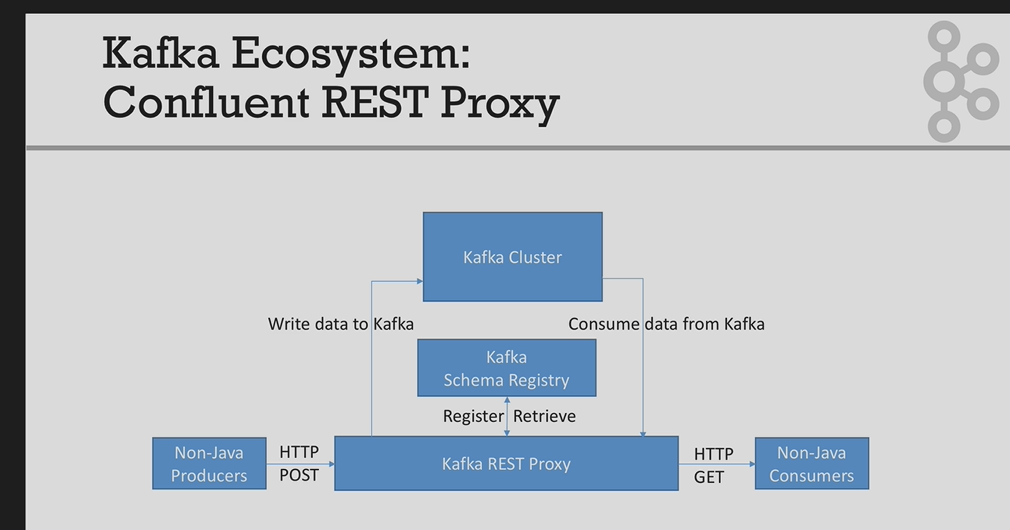 Kafka Ecosystem:
Confluent REST Proxy
Kafka Cluster
Write data to Kafka
Consume data from Kafka
Kafka
Schema Registry
Register
Retrieve
Non-Java
Producers
HTTP
POST
Kafka REST Proxy
HTTP
GET
Non-Java
Consumers